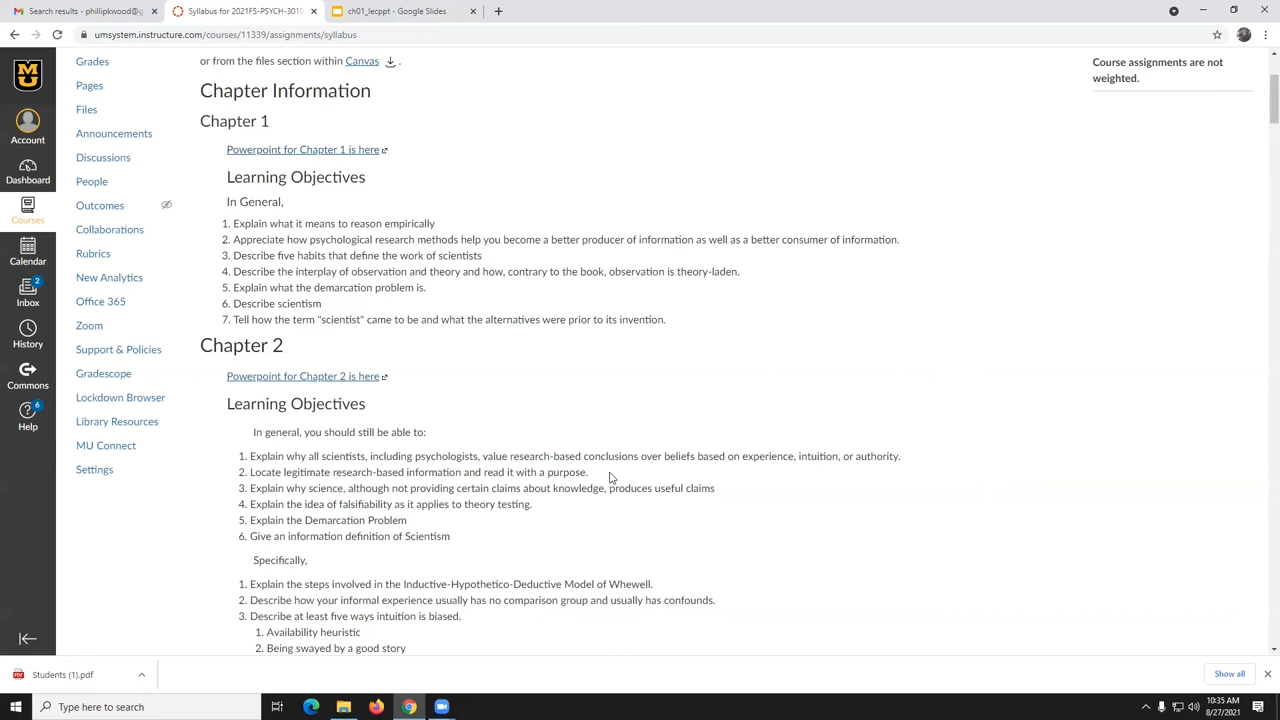 Search results - phillipkwood@g
Syllabus for 2021FS-PSYCH-3010
ch01_lecppt - Google Slides
umsystem.instructure.com/courses/11339/assignments/syllabus
Account
Dashboard
Courses
Calendar
2
Inbox
History
Commons
6
Help
Grades
Pages
Files
Announcements
Discussions
People
Outcomes
Collaborations
Rubrics
New Analytics
Office 365
Zoom
Support & Policies
Gradescope
Lockdown Browser
Library Resources
MU Connect
Settings
or from the files section within Canvas .
Chapter Information
Chapter 1
Powerpoint for Chapter 1 is here
Learning Objectives
In General,
1. Explain what it means to reason empirically
2. Appreciate how psychological research methods help you become a better producer of information as well as a better consumer of information.
3. Describe five habits that define the work of scientists
4. Describe the interplay of observation and theory and how, contrary to the book, observation is theory-laden.
5. Explain what the demarcation problem is.
6. Describe scientism
7. Tell how the term "scientist" came to be and what the alternatives were prior to its invention.
Chapter 2
Powerpoint for Chapter 2 is here
Learning Objectives
In general, you should still be able to:
1. Explain why all scientists, including psychologists, value research-based conclusions over beliefs based on experience, intuition, or authority.
2. Locate legitimate research-based information and read it with a purpose.
3. Explain why science, although not providing certain claims about knowledge, produces useful claims
4. Explain the idea of falsifiability as it applies to theory testing.
5. Explain the Demarcation Problem
6. Give an information definition of Scientism
Specifically,
1. Explain the steps involved in the Inductive-Hypothetico-Deductive Model of Whewell.
2. Describe how your informal experience usually has no comparison group and usually has confounds.
3. Describe at least five ways intuition is biased.
1. Availability heuristic
2. Being swayed by a good story
Course assignments are not
weighted.
Students (1).pdf
Show all
Type here to search
10:35 AM
8/27/2021